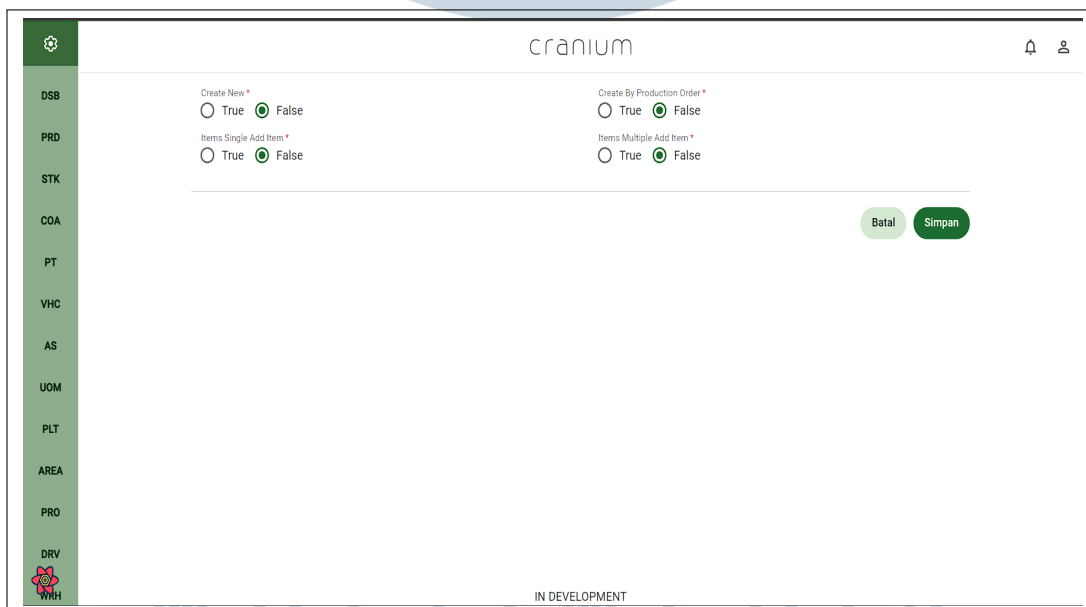 cranium
DSB
PRD
STK
COA
PT
VHC
AS
UOM
PLT
AREA
PRO
DRV
WRH
Create New *
True False
Create By Production Order *
True False
Items Single Add Item *
True False
Items Multiple Add Item *
True False
Batal Simpan
IN DEVELOPMENT